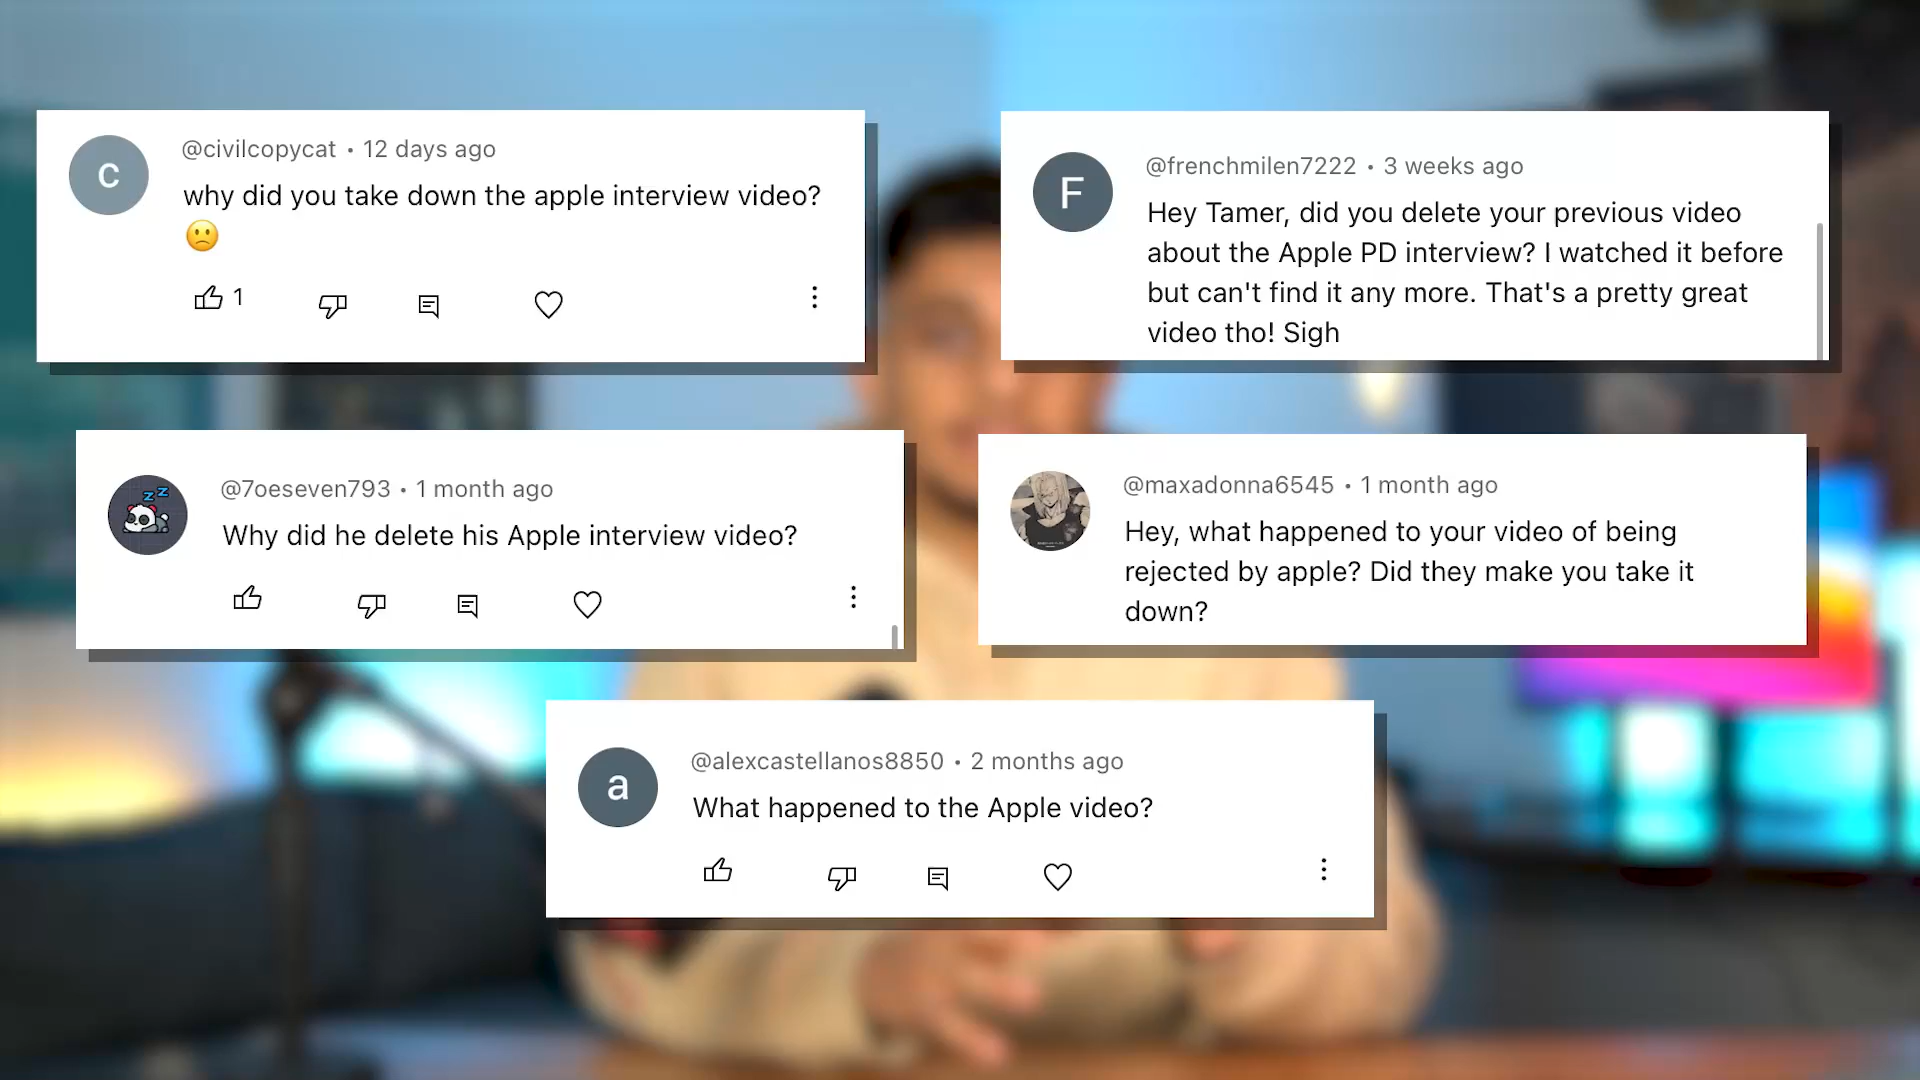 @civilcopycat • 12 days ago
why did you take down the apple interview video?
🙁
1
@frenchmilen7222 • 3 weeks ago
Hey Tamer, did you delete your previous video
about the Apple PD interview? I watched it before
but can't find it any more. That's a pretty great
video tho! Sigh
@7oeseven793 • 1 month ago
Why did he delete his Apple interview video?
@maxadonna6545 • 1 month ago
Hey, what happened to your video of being
rejected by apple? Did they make you take it
down?
@alexcastellanos8850 • 2 months ago
What happened to the Apple video?
C
F
z z
a